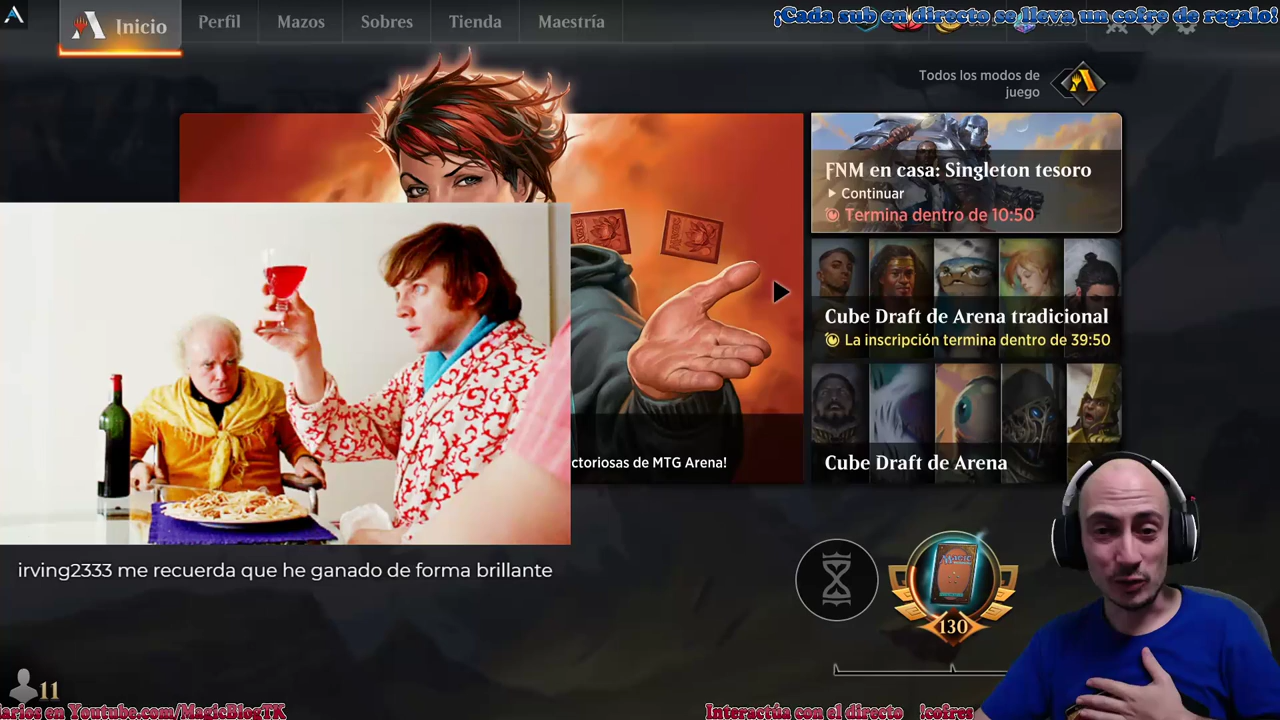 Inicio
Perfil
Mazos
Sobres
Tienda
Maestría
¡Cada sub en directo se lleva un cofre de regalo!
Todos los modos de
juego
FNM en casa: Singleton tesoro
Continuar
Termina dentro de 10:50
Cube Draft de Arena tradicional
La inscripción termina dentro de 39:50
ctoriosas de MTG Arena!
Cube Draft de Arena
irving2333 me recuerda que he ganado de forma brillante
MAGIC
130
11
darios en Youtube.com/MagicBlogTK
Interactúa con el directo !cofres